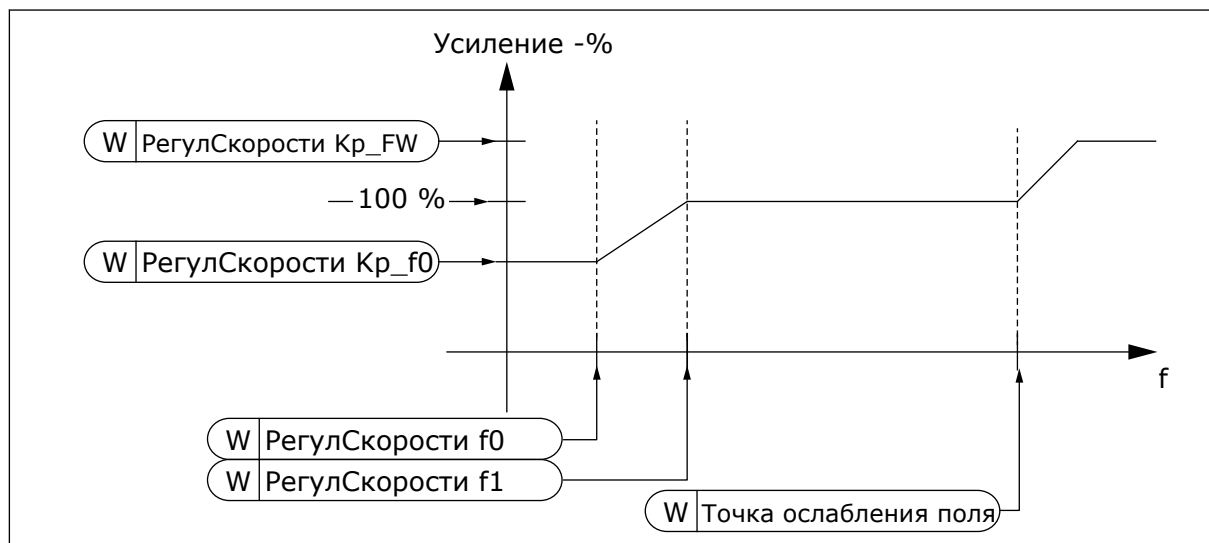 Усиление -%
W РегулСкорости Kp_FW
100 %
W РегулСкорости Kp_f0
f
W РегулСкорости f0
W РегулСкорости f1
W Точка ослабления поля